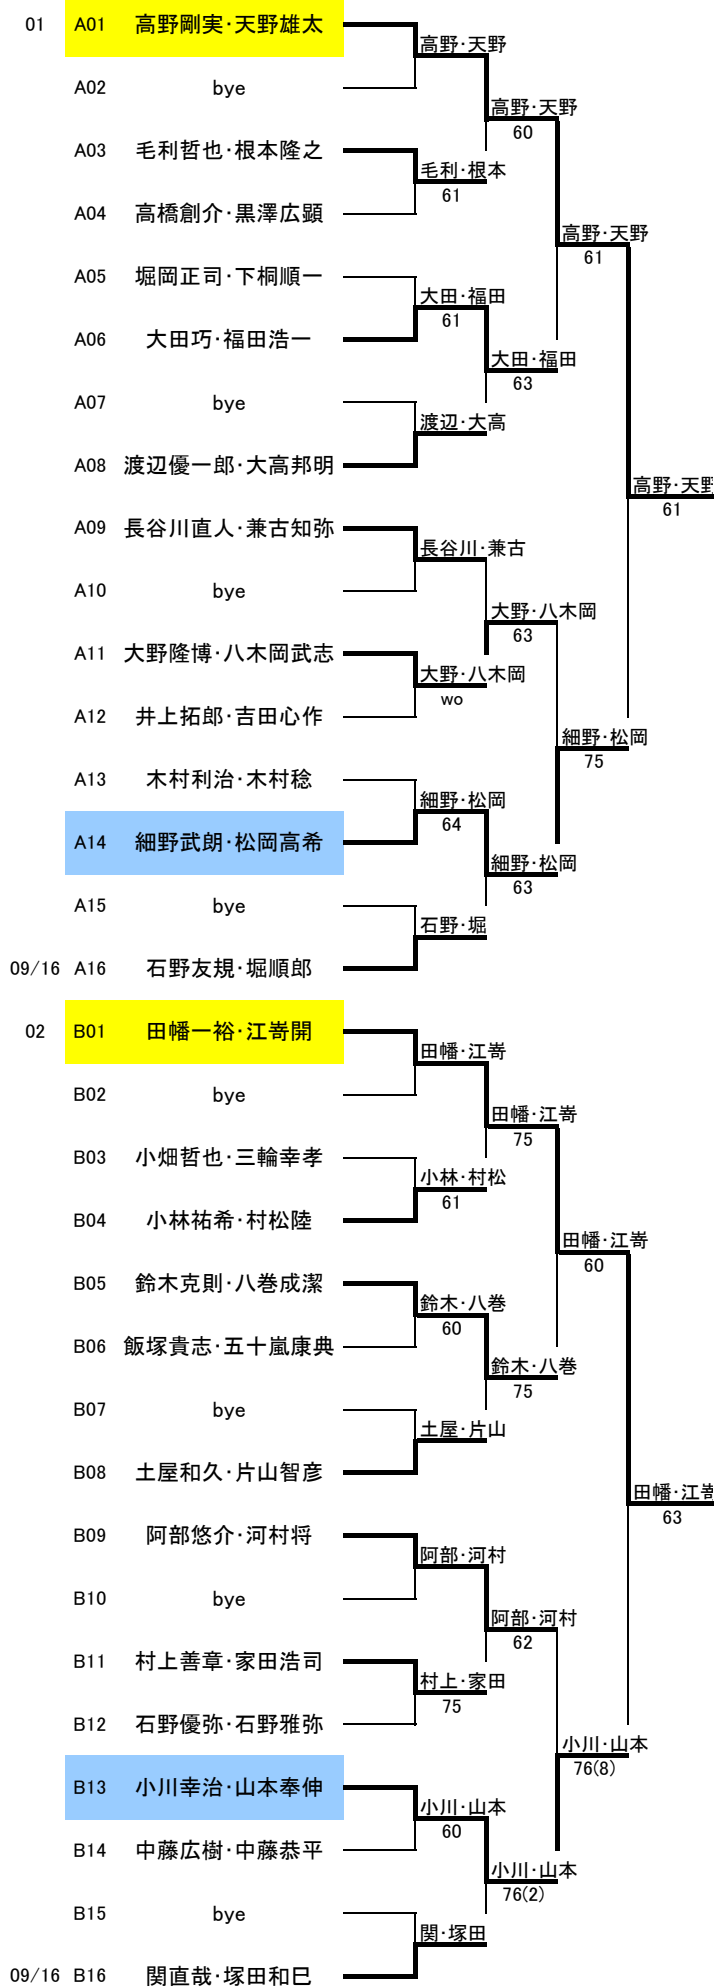 01 A01 高野剛実・天野雄太
高野・天野
A02 bye
高野・天野
60
A03 毛利哲也・根本隆之
毛利・根本
61
A04 高橋創介・黒澤広顕
高野・天野
61
A05 堀岡正司・下桐順一
大田・福田
61
A06 大田巧・福田浩一
大田・福田
63
A07 bye
渡辺・大高
A08 渡辺優一郎・大高邦明
高野・天野
61
A09 長谷川直人・兼古知弥
長谷川・兼古
A10 bye
大野・八木岡
63
A11 大野隆博・八木岡武志
大野・八木岡
wo
A12 井上拓郎・吉田心作
細野・松岡
75
A13 木村利治・木村稔
細野・松岡
64
A14 細野武朗・松岡高希
細野・松岡
63
A15 bye
石野・堀
09/16 A16 石野友規・堀順郎
02 B01 田幡一裕・江嵜開
田幡・江嵜
B02 bye
田幡・江嵜
75
B03 小畑哲也・三輪幸孝
小林・村松
61
B04 小林祐希・村松陸
田幡・江嵜
60
B05 鈴木克則・八巻成潔
鈴木・八巻
60
B06 飯塚貴志・五十嵐康典
鈴木・八巻
75
B07 bye
土屋・片山
B08 土屋和久・片山智彦
田幡・江嵜
63
B09 阿部悠介・河村将
阿部・河村
B10 bye
阿部・河村
62
B11 村上善章・家田浩司
村上・家田
75
B12 石野優弥・石野雅弥
小川・山本
76(8)
B13 小川幸治・山本奉伸
小川・山本
60
B14 中藤広樹・中藤恭平
小川・山本
76(2)
B15 bye
関・塚田
09/16 B16 関直哉・塚田和巳